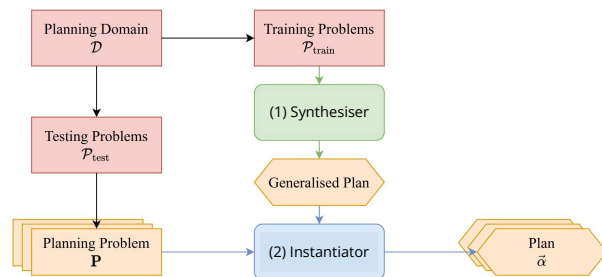 Planning Domain
𝒟
Training Problems
𝒫train
(1) Synthesiser
Testing Problems
𝒫test
Generalised Plan
Planning Problem
P
(2) Instantiator
Plan
α⃗